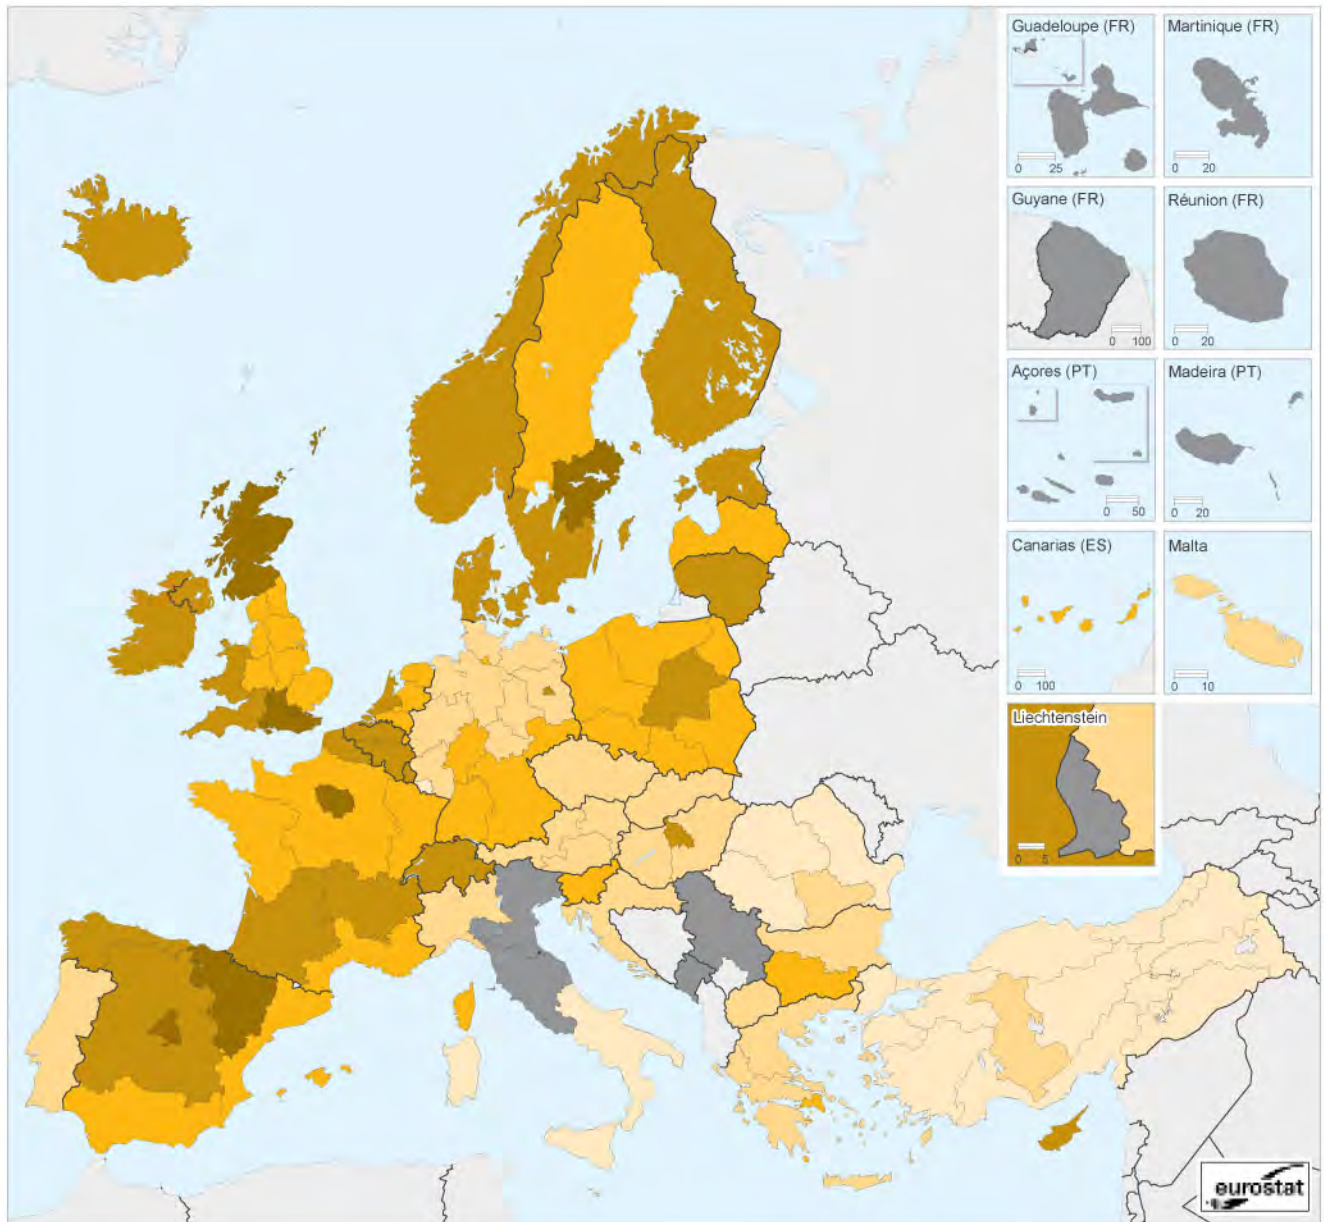 Guadeloupe (FR)
0 25
Martinique (FR)
0 20
Guyane (FR)
0 100
Réunion (FR)
0 20
Açores (PT)
0 50
Madeira (PT)
0 20
Canarias (ES)
0 100
Malta
0 10
Liechtenstein
0 5
eurostat